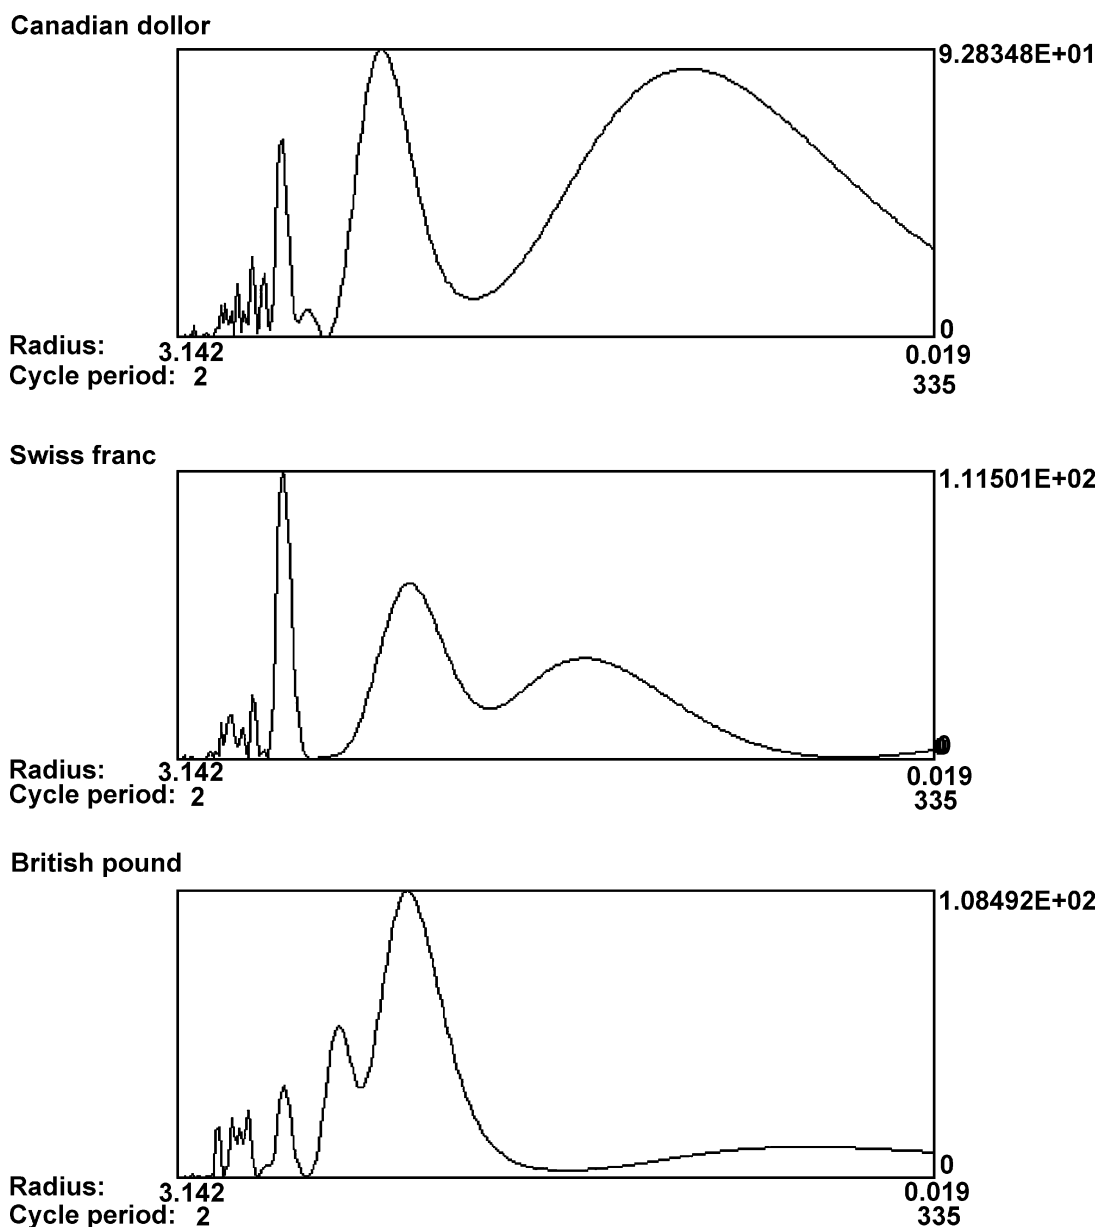 Canadian dollor
9.28348E+01
0
Radius: 3.142 0.019
Cycle period: 2 335
Swiss franc
1.11501E+02
0
Radius: 3.142 0.019
Cycle period: 2 335
British pound
1.08492E+02
0
Radius: 3.142 0.019
Cycle period: 2 335